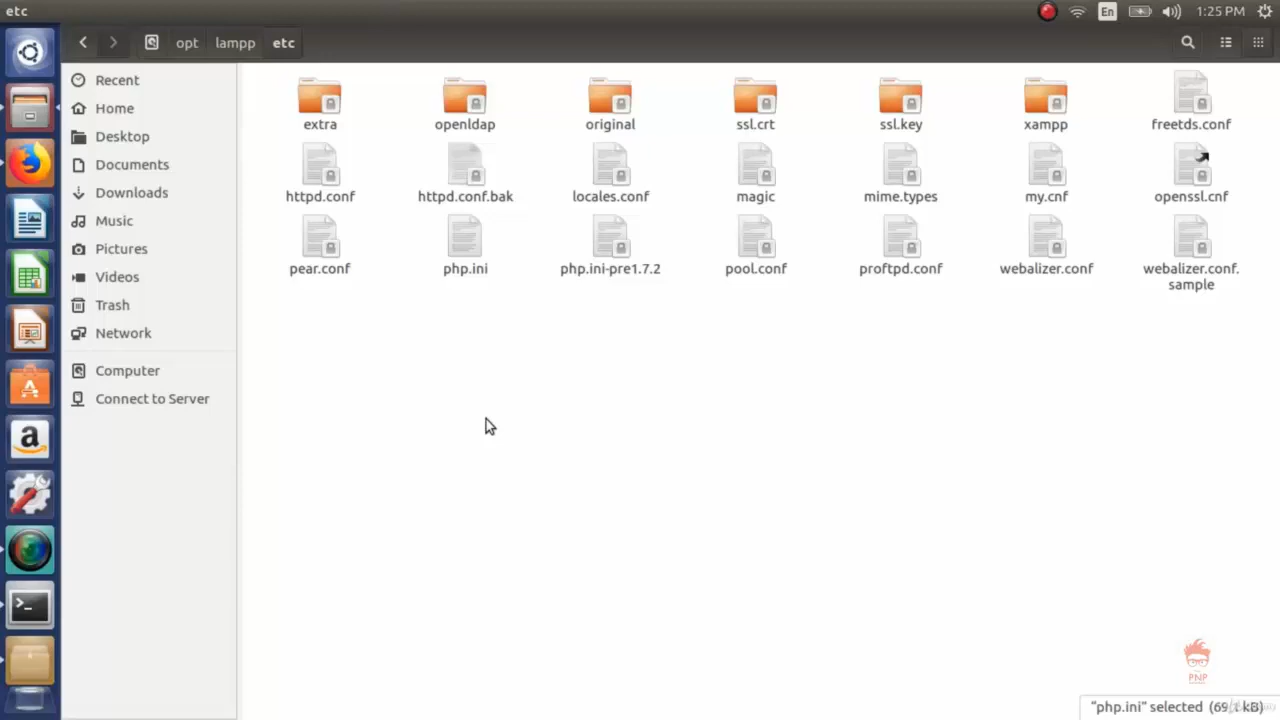 etc
En
1:25 PM
opt
lampp
etc
Recent
Home
Desktop
Documents
Downloads
Music
Pictures
Videos
Trash
Network
Computer
Connect to Server
extra
openldap
original
ssl.crt
ssl.key
xampp
freetds.conf
httpd.conf
httpd.conf.bak
locales.conf
magic
mime.types
my.cnf
openssl.cnf
pear.conf
php.ini
php.ini-pre1.7.2
pool.conf
proftpd.conf
webalizer.conf
webalizer.conf.
sample
PNP
"php.ini" selected